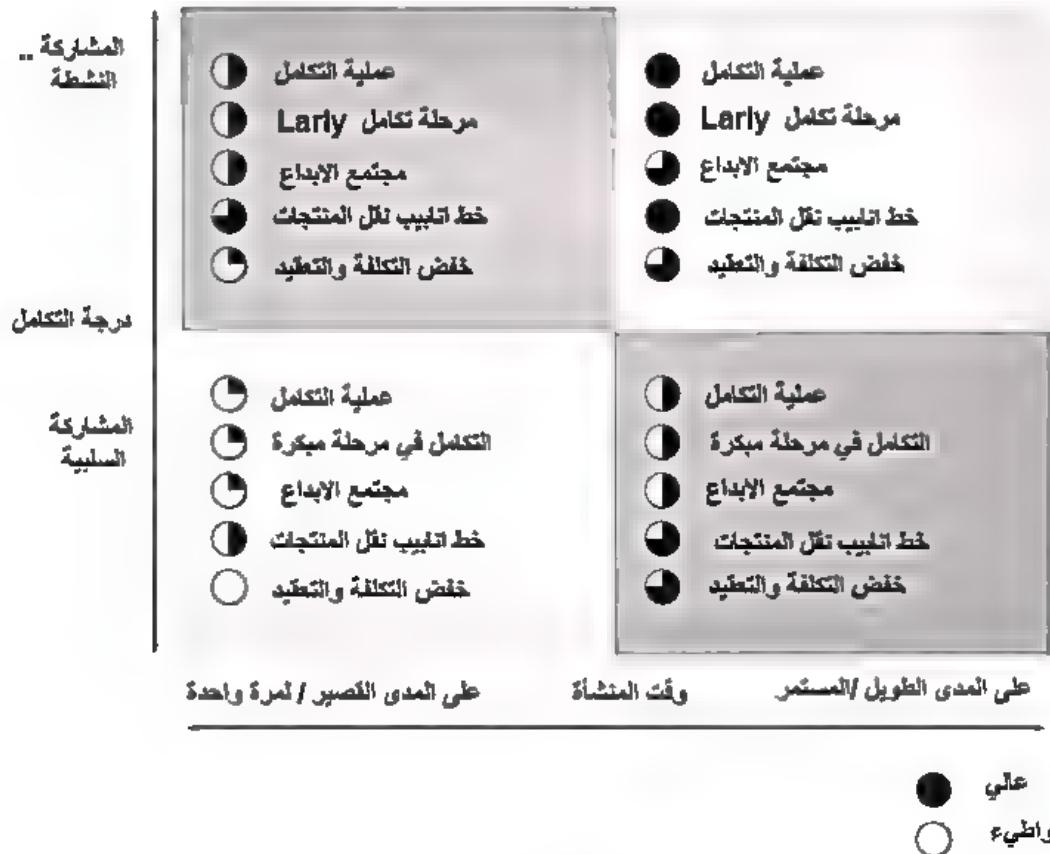 المشاركة ..
النشطة
عملية التكامل
مرحلة تكامل Larly
مجتمع الابداع
خط انابيب نقل المنتجات
خفض التكلفة والتعقيد
عملية التكامل
مرحلة تكامل Larly
مجتمع الابداع
خط انابيب نقل المنتجات
خفض التكلفة والتعقيد
درجة التكامل
المشاركة
السلبية
عملية التكامل
التكامل في مرحلة مبكرة
مجتمع الابداع
خط انابيب نقل المنتجات
خفض التكلفة والتعقيد
عملية التكامل
التكامل في مرحلة مبكرة
مجتمع الابداع
خط انابيب نقل المنتجات
خفض التكلفة والتعقيد
على المدى القصير / لمرة واحدة
وقت المنشأة
على المدى الطويل /المستمر
عالي
واطيء